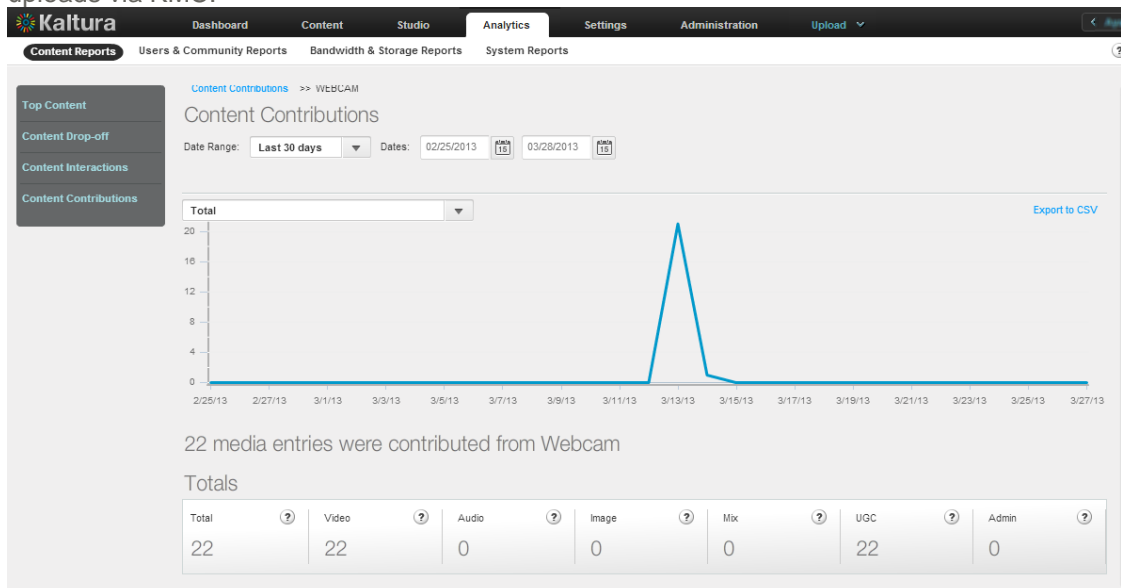 uploads via KMC.
Kaltura Dashboard Content Studio Analytics Settings Administration Upload
Content Reports Users & Community Reports Bandwidth & Storage Reports System Reports ?
Top Content
Content Drop-off
Content Interactions
Content Contributions
Content Contributions >> WEBCAM
Content Contributions
Date Range: Last 30 days Dates: 02/25/2013 15 03/28/2013 15
Total Export to CSV
20
16
12
8
4
0
2/25/13 2/27/13 3/1/13 3/3/13 3/5/13 3/7/13 3/9/13 3/11/13 3/13/13 3/15/13 3/17/13 3/19/13 3/21/13 3/23/13 3/25/13 3/27/13
22 media entries were contributed from Webcam
Totals
Total ? Video ? Audio ? Image ? Mix ? UGC ? Admin ?
22 22 0 0 0 22 0